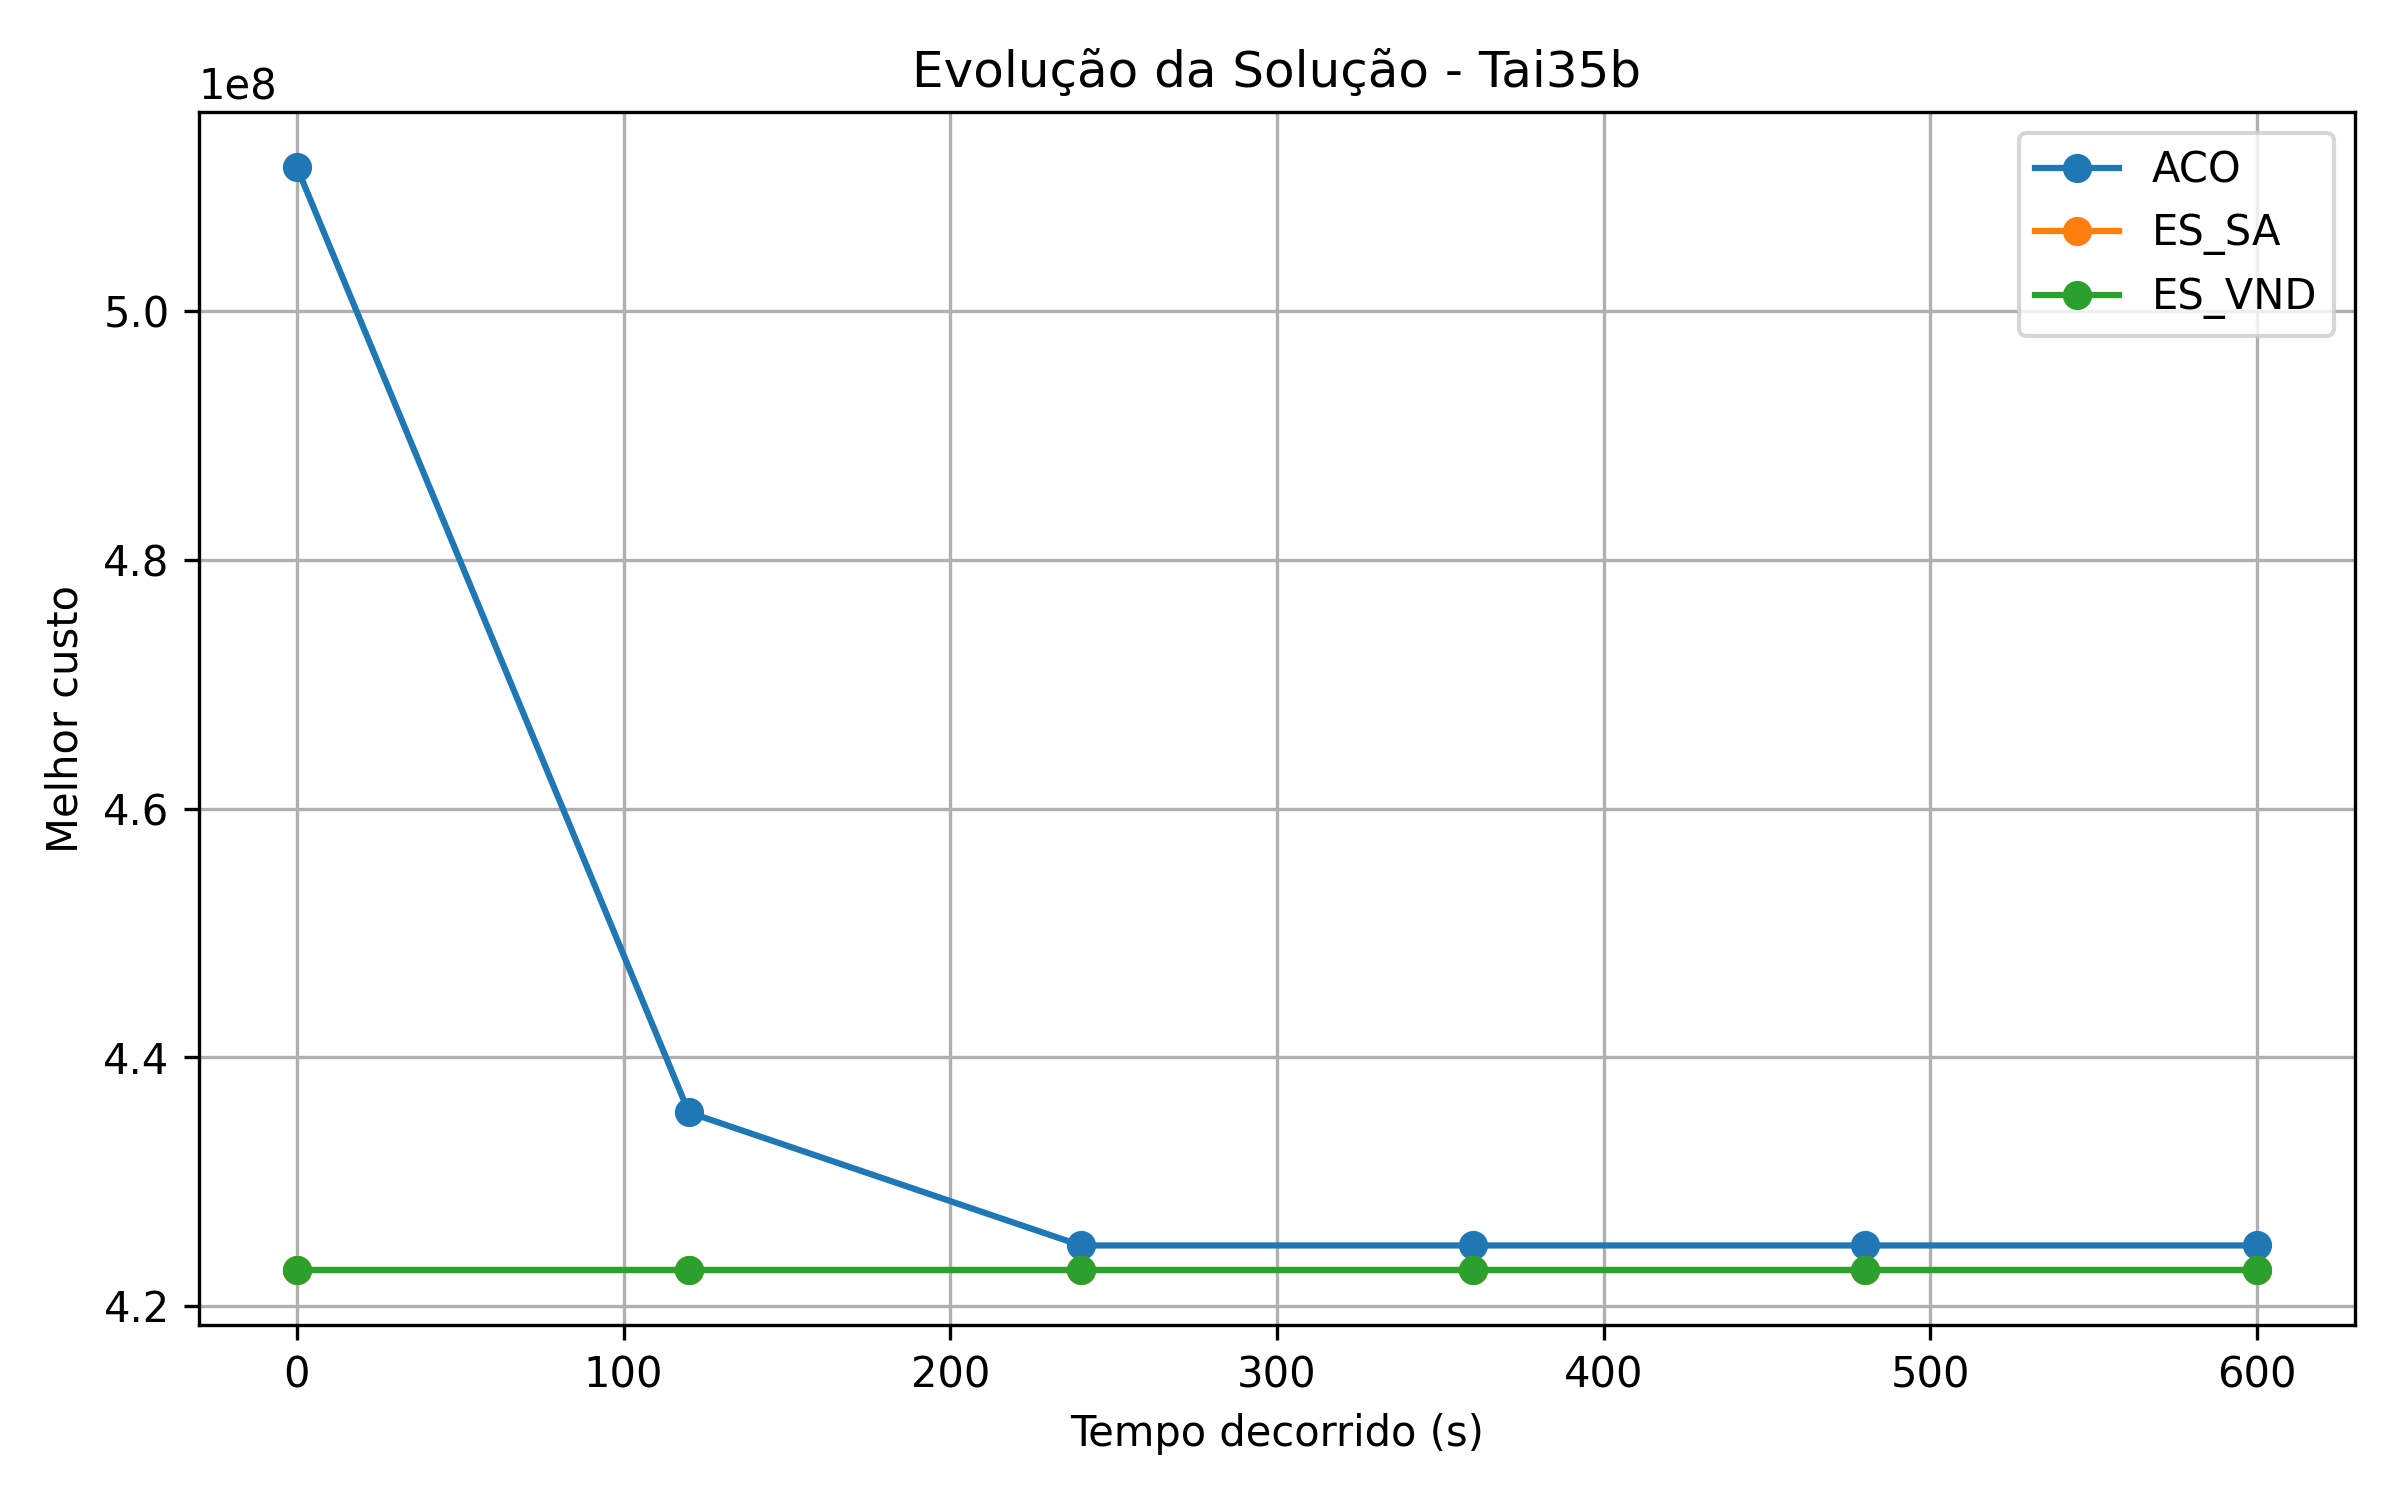 Evolução da Solução - Tai35b
1e8
ACO
ES_SA
ES_VND
5.0
4.8
4.6
4.4
4.2
Melhor custo
0 100 200 300 400 500 600
Tempo decorrido (s)